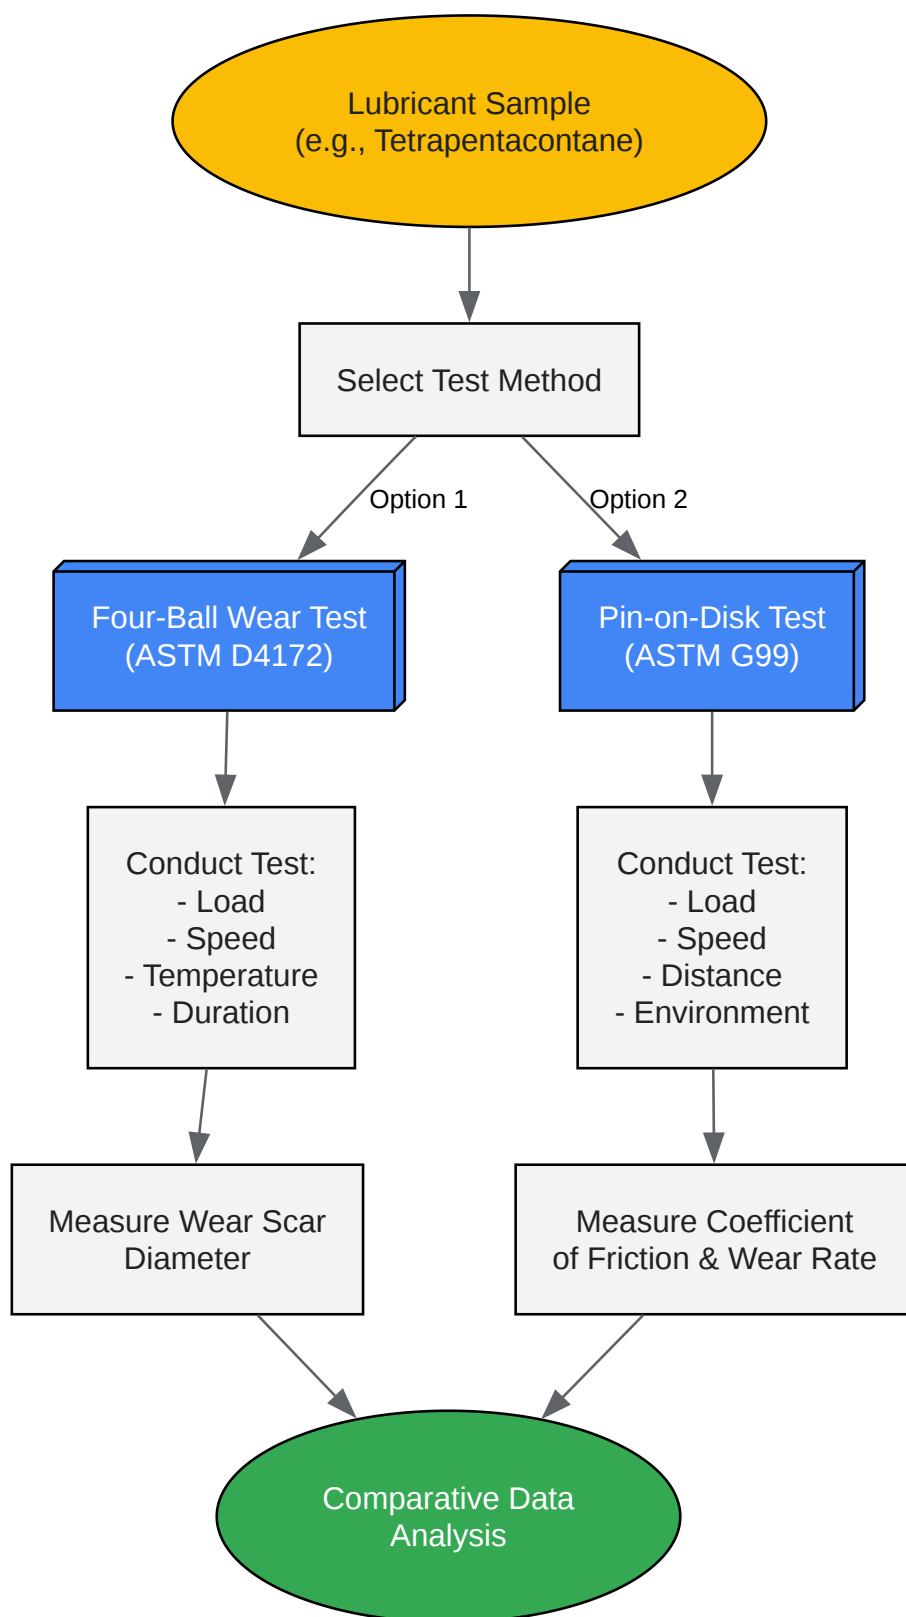 Lubricant Sample
(e.g., Tetrapentacontane)
Select Test Method
Option 1
Option 2
Four-Ball Wear Test
(ASTM D4172)
Pin-on-Disk Test
(ASTM G99)
Conduct Test:
- Load
- Speed
- Temperature
- Duration
Conduct Test:
- Load
- Speed
- Distance
- Environment
Measure Wear Scar
Diameter
Measure Coefficient
of Friction & Wear Rate
Comparative Data
Analysis